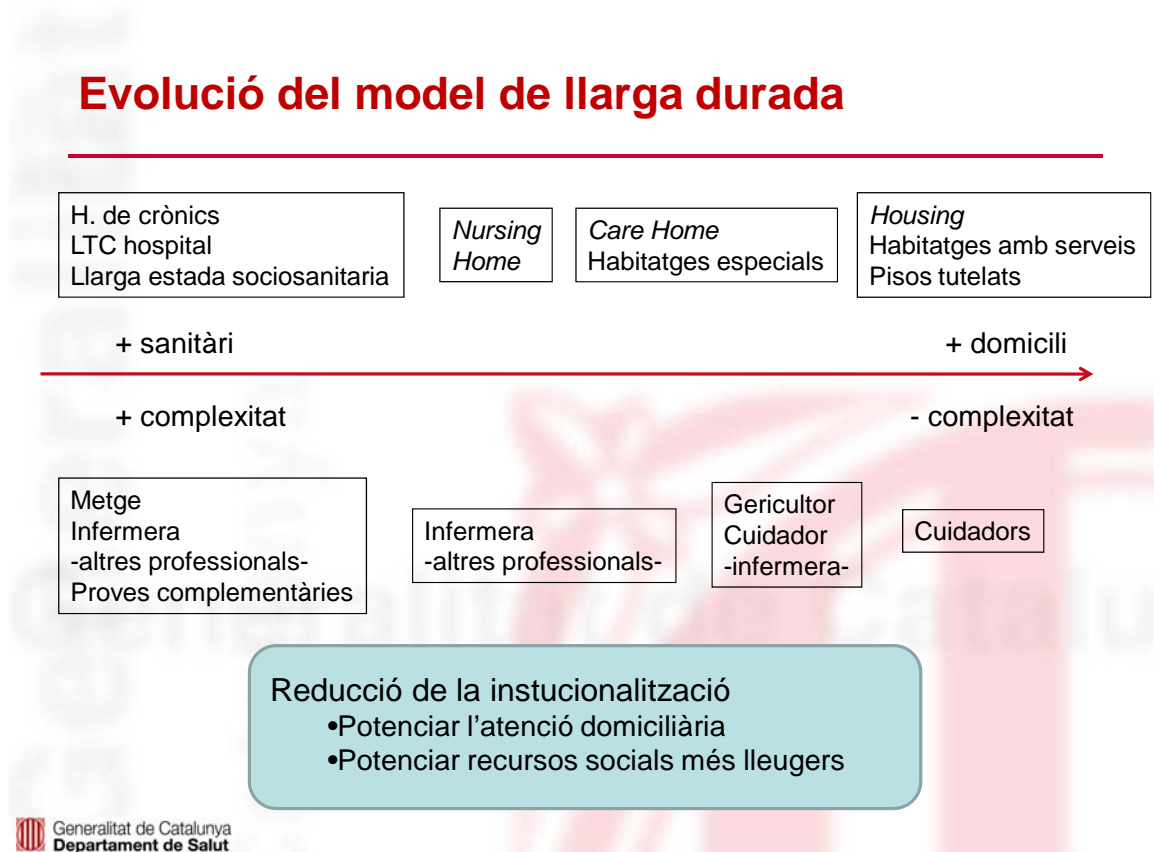 Evolució del model de llarga durada
H. de crònics
LTC hospital
Llarga estada sociosanitaria
Nursing
Home
Care Home
Habitatges especials
Housing
Habitatges amb serveis
Pisos tutelats
+ sanitàri
+ domicili
+ complexitat
- complexitat
Metge
Infermera
-altres professionals-
Proves complementàries
Infermera
-altres professionals-
Gericultor
Cuidador
-infermera-
Cuidadors
Reducció de la instucionalització
•Potenciar l'atenció domiciliària
•Potenciar recursos socials més lleugers
Generalitat de Catalunya
Departament de Salut